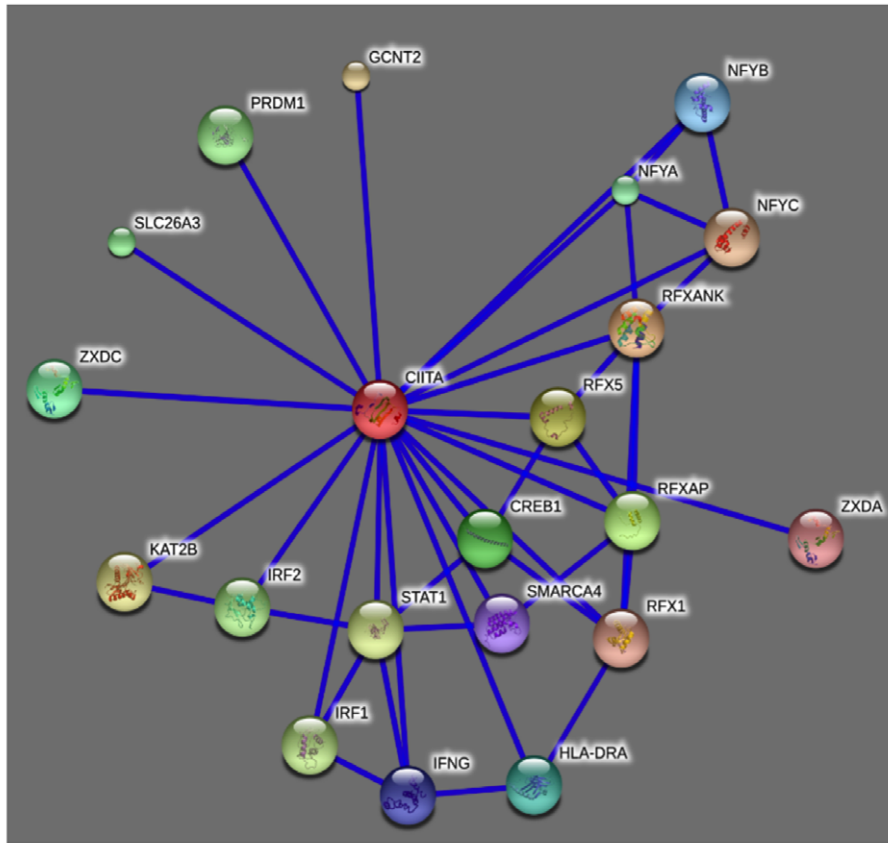 GCNT2
NFYB
PRDM1
NFYA
NFYC
SLC26A3
RFXANK
ZXDC
CIITA
RFX5
RFXAP
CREB1
ZXDA
KAT2B
IRF2
STAT1
SMARCA4
RFX1
IRF1
IFNG
HLA-DRA